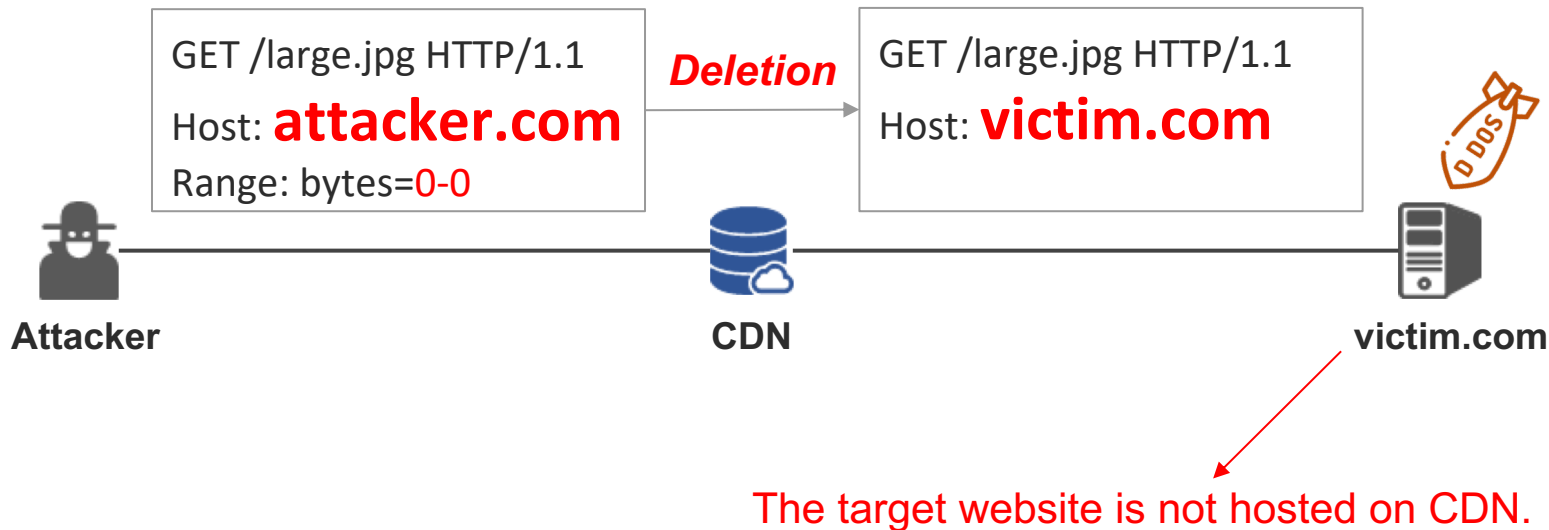 GET /large.jpg HTTP/1.1
Host: attacker.com
Range: bytes=0-0
Deletion
GET /large.jpg HTTP/1.1
Host: victim.com
D DOS
Attacker
CDN
victim.com
The target website is not hosted on CDN.